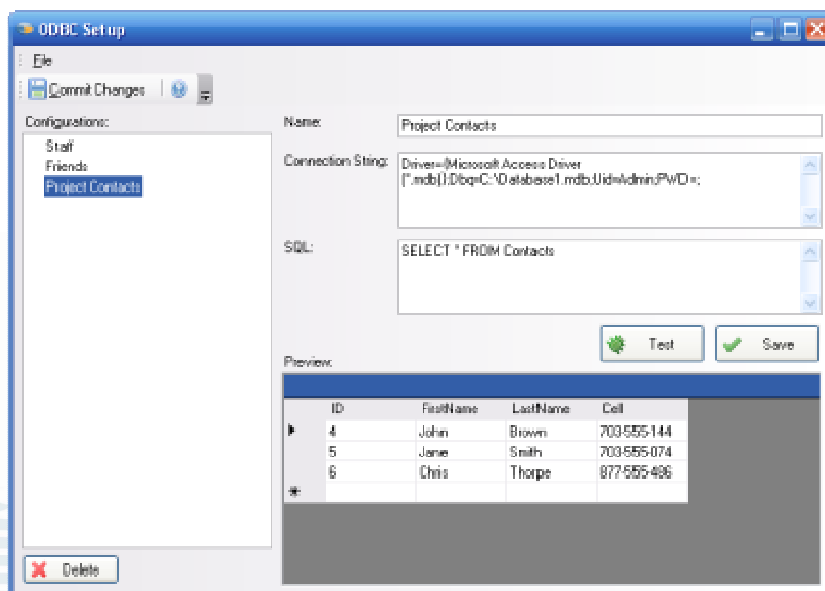 ODBC Setup
File
Commit Changes
Configurations:
Staff
Friends
Project Contacts
Name:
Project Contacts
Connection String:
Driver={Microsoft Access Driver
(*.mdb)};Dbq=C:\Database1.mdb;Uid=Admin;PWD=;
SQL:
SELECT * FROM Contacts
Test
Save
Preview:
ID FirstName LastName Cell
4 John Brown 703-555-144
5 Jane Smith 703-555-074
6 Chris Thorpe 877-555-486
Delete